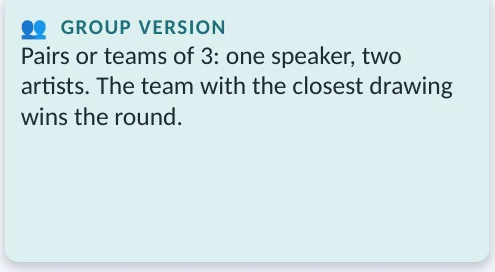 GROUP VERSION
Pairs or teams of 3: one speaker, two
artists. The team with the closest drawing
wins the round.